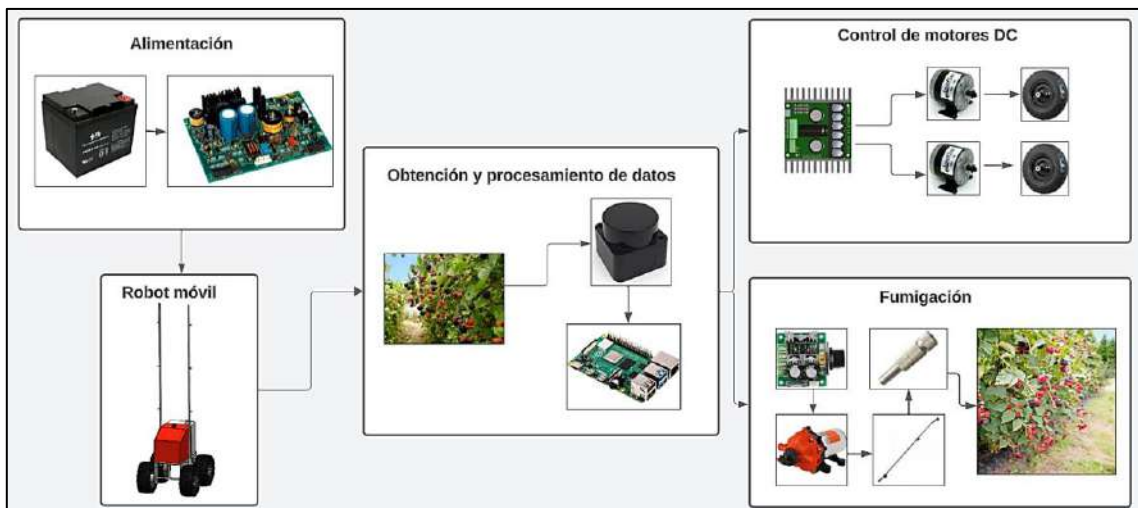 Alimentación
Robot móvil
Obtención y procesamiento de datos
Control de motores DC
Fumigación